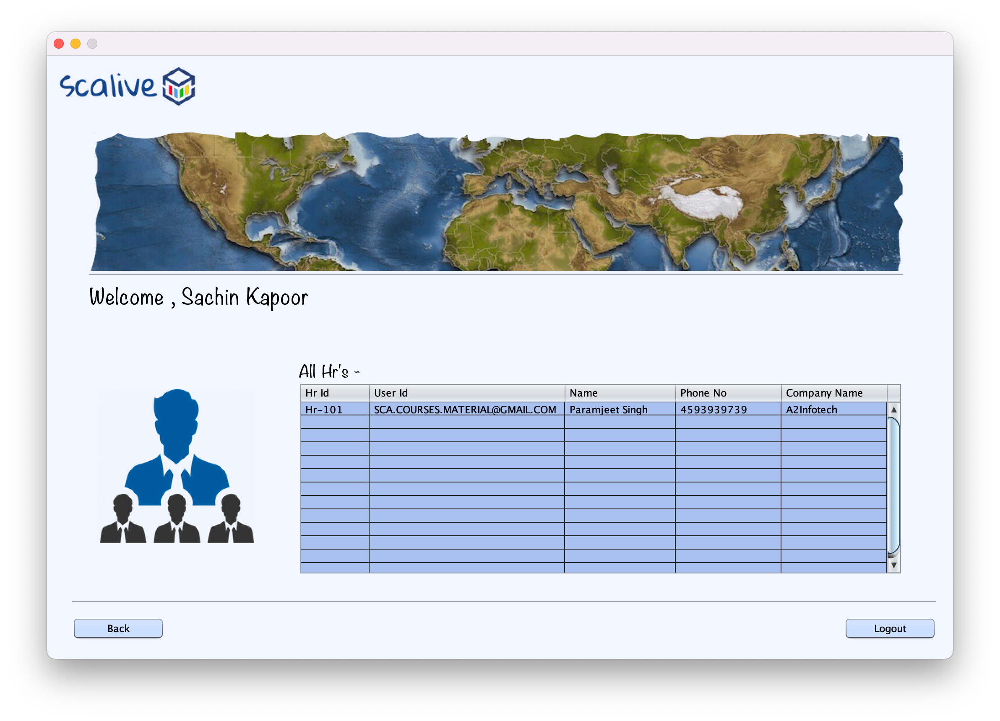 scalive
Welcome , Sachin Kapoor
All Hr's -
Hr Id User Id Name Phone No Company Name
Hr-101 SCA.COURSES.MATERIAL@GMAIL.COM Paramjeet Singh 4593939739 A2Infotech
Back Logout